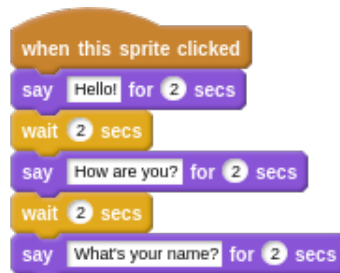 when this sprite clicked
say Hello! for 2 secs
wait 2 secs
say How are you? for 2 secs
wait 2 secs
say What's your name? for 2 secs